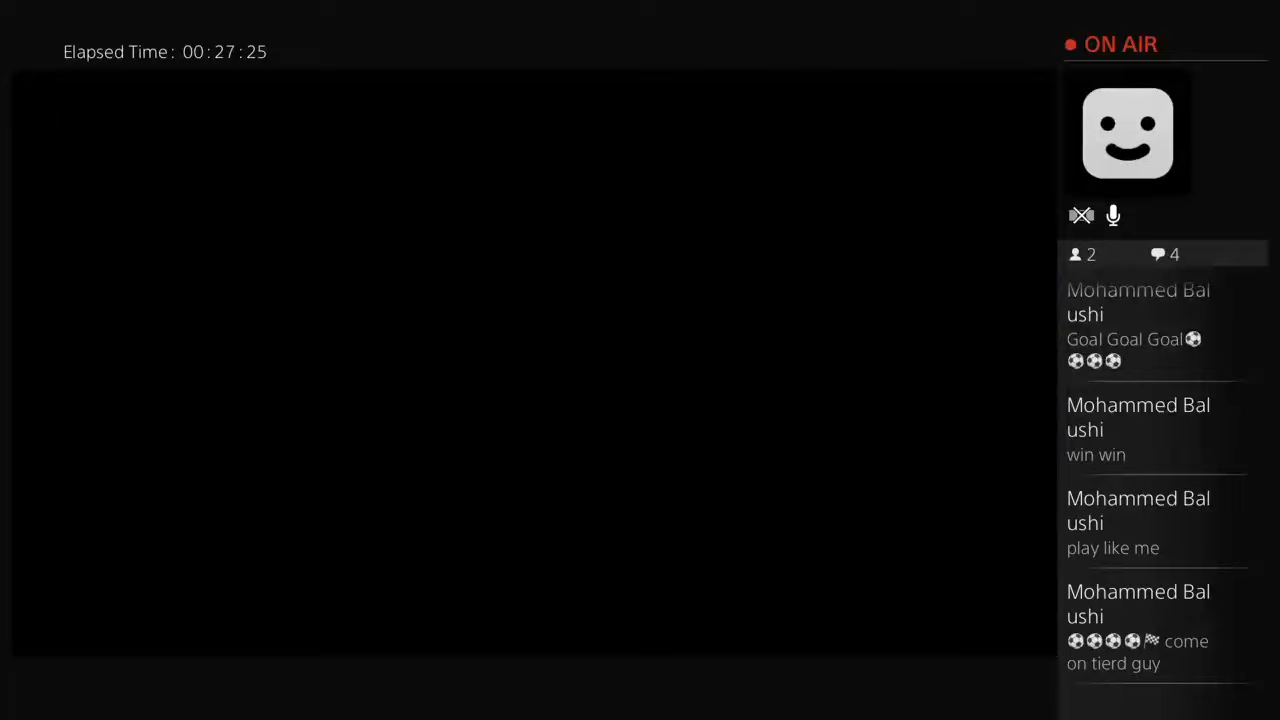 Elapsed Time: 00:27:25
ON AIR
2 4
Mohammed Bal
ushi
Goal Goal Goal⚽
⚽⚽⚽
Mohammed Bal
ushi
win win
Mohammed Bal
ushi
play like me
Mohammed Bal
ushi
⚽⚽⚽⚽🏁 come
on tierd guy